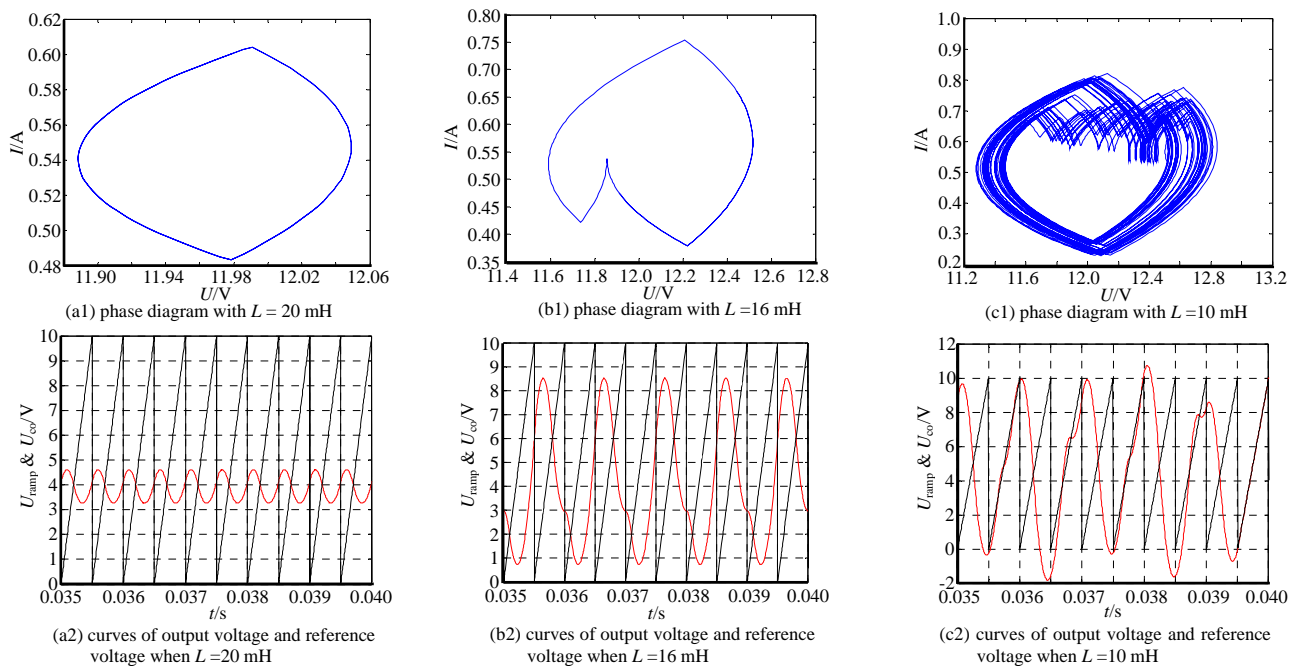 0.62
0.60
0.58
0.56
0.54
0.52
0.50
0.48
I/A
11.90 11.94 11.98 12.02 12.06
U/V
(a1) phase diagram with L = 20 mH
0.80
0.75
0.70
0.65
0.60
0.55
0.50
0.45
0.40
0.35
I/A
11.4 11.6 11.8 12.0 12.2 12.4 12.6 12.8
U/V
(b1) phase diagram with L =16 mH
1.0
0.9
0.8
0.7
0.6
0.5
0.4
0.3
0.2
I/A
11.2 11.6 12.0 12.4 12.8 13.2
U/V
(c1) phase diagram with L =10 mH
10
9
8
7
6
5
4
3
2
1
0
Uramp & Uco/V
0.035 0.036 0.037 0.038 0.039 0.040
t/s
(a2) curves of output voltage and reference
voltage when L =20 mH
10
9
8
7
6
5
4
3
2
1
0
Uramp & Uco/V
0.035 0.036 0.037 0.038 0.039 0.040
t/s
(b2) curves of output voltage and reference
voltage when L =16 mH
12
10
8
6
4
2
0
-2
Uramp & Uco/V
0.035 0.036 0.037 0.038 0.039 0.040
t/s
(c2) curves of output voltage and reference
voltage when L =10 mH